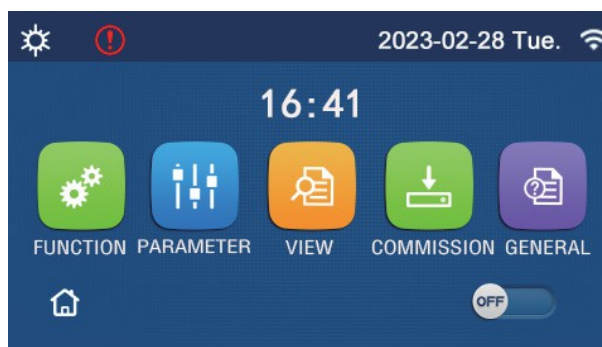 2023-02-28 Tue.
16:41
FUNCTION PARAMETER VIEW COMMISSION GENERAL
OFF